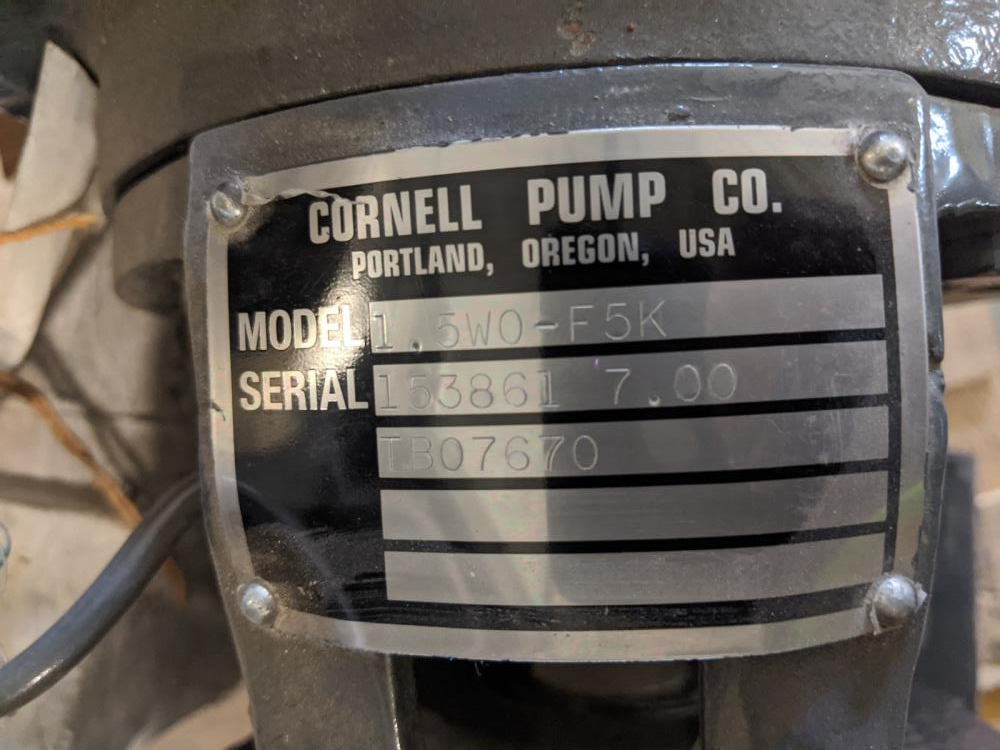 CORNELL PUMP CO.
PORTLAND, OREGON, USA
MODEL 1.5WO-F5K
SERIAL 153861 7.00
TB07670